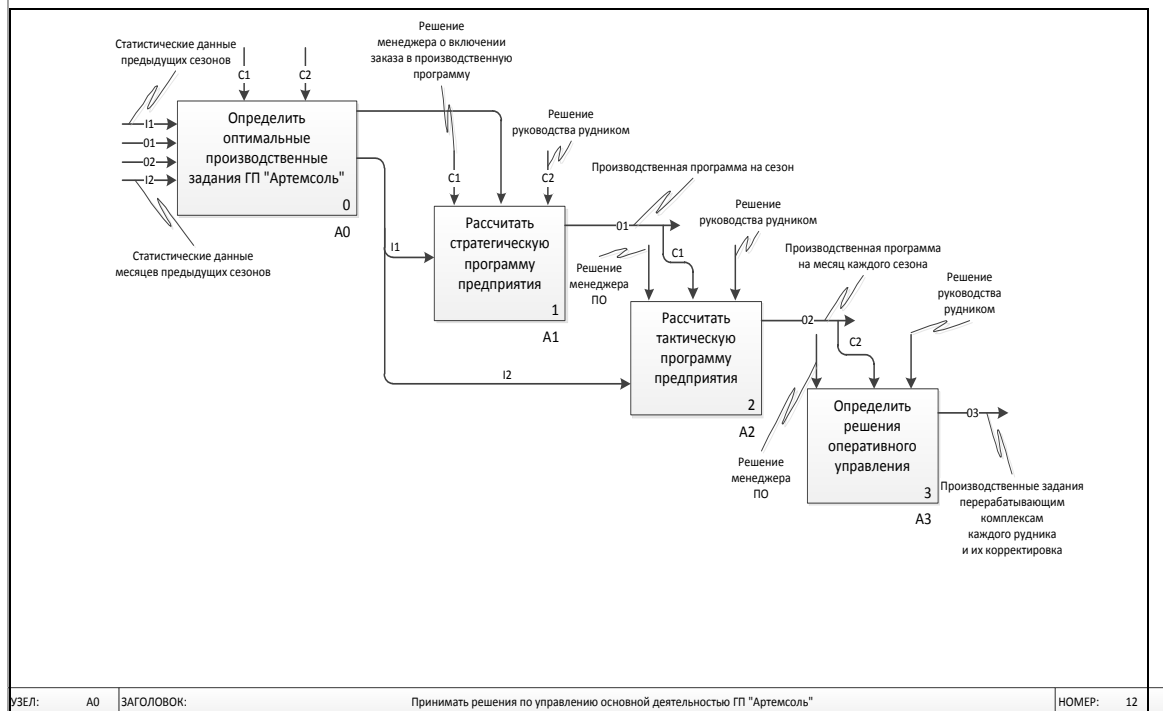 Статистические данные
предыдущих сезонов
C1
C2
Решение
менеджера о включении
заказа в производственную
программу
I1
01
02
I2
Определить
оптимальные
производственные
задания ГП "Артемсоль"
0
A0
Статистические данные
месяцев предыдущих сезонов
Решение
руководства рудником
C1
C2
I1
Рассчитать
стратегическую
программу
предприятия
1
A1
Производственная программа на сезон
01
C1
Решение
менеджера
ПО
Решение
руководства рудником
I2
Рассчитать
тактическую
программу
предприятия
2
A2
Производственная программа
на месяц каждого сезона
02
C2
Решение
руководства
рудником
Решение
менеджера
ПО
Определить
решения
оперативного
управления
3
A3
03
Производственные задания
перерабатывающим
комплексам
каждого рудника
и их корректировка
УЗЕЛ: A0 ЗАГОЛОВОК: Принимать решения по управлению основной деятельностью ГП "Артемсоль" НОМЕР: 12